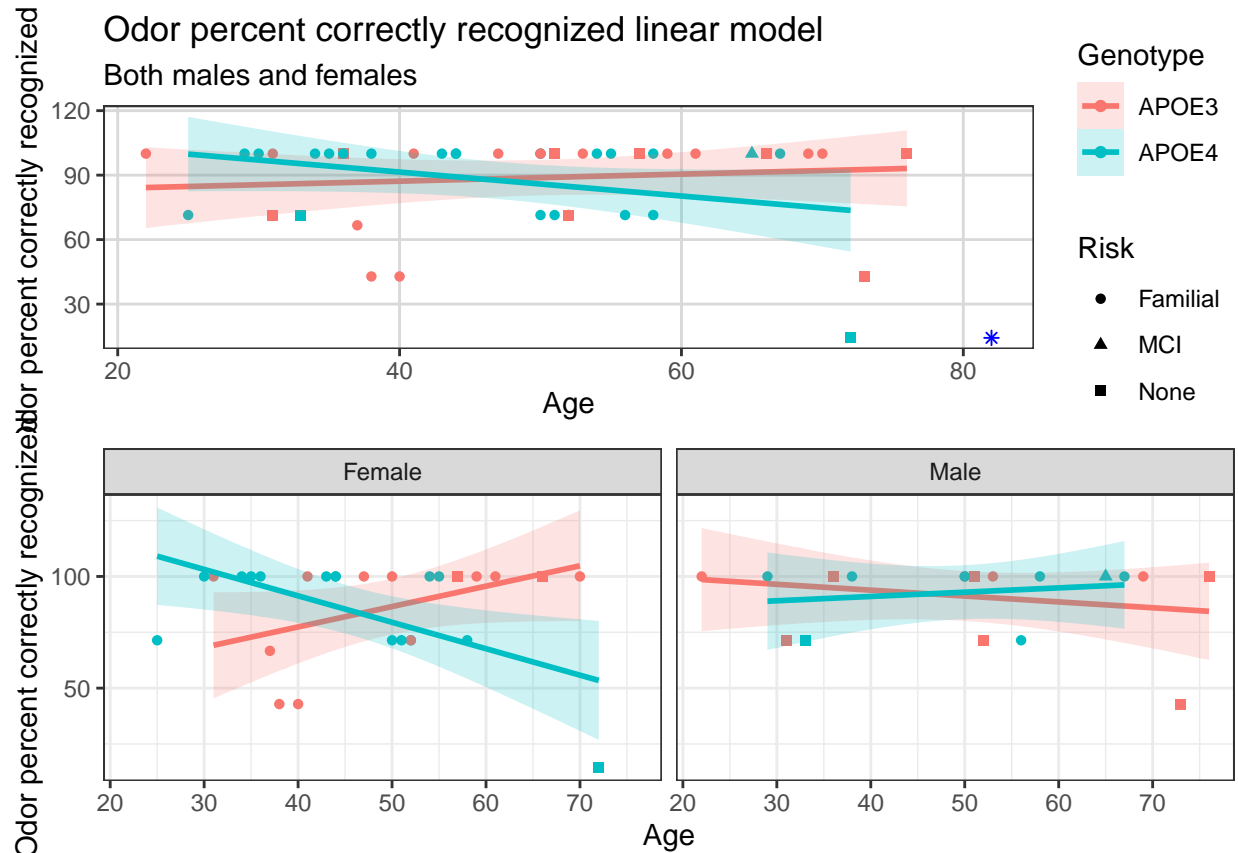 Odor percent correctly recognized linear model
Both males and females
Odor percent correctly recognized
120
90
60
30
20
40
60
80
Age
Genotype
APOE3
APOE4
Risk
Familial
MCI
None
Odor percent correctly recognized
Female
Male
100
50
20
30
40
50
60
70
20
30
40
50
60
70
Age